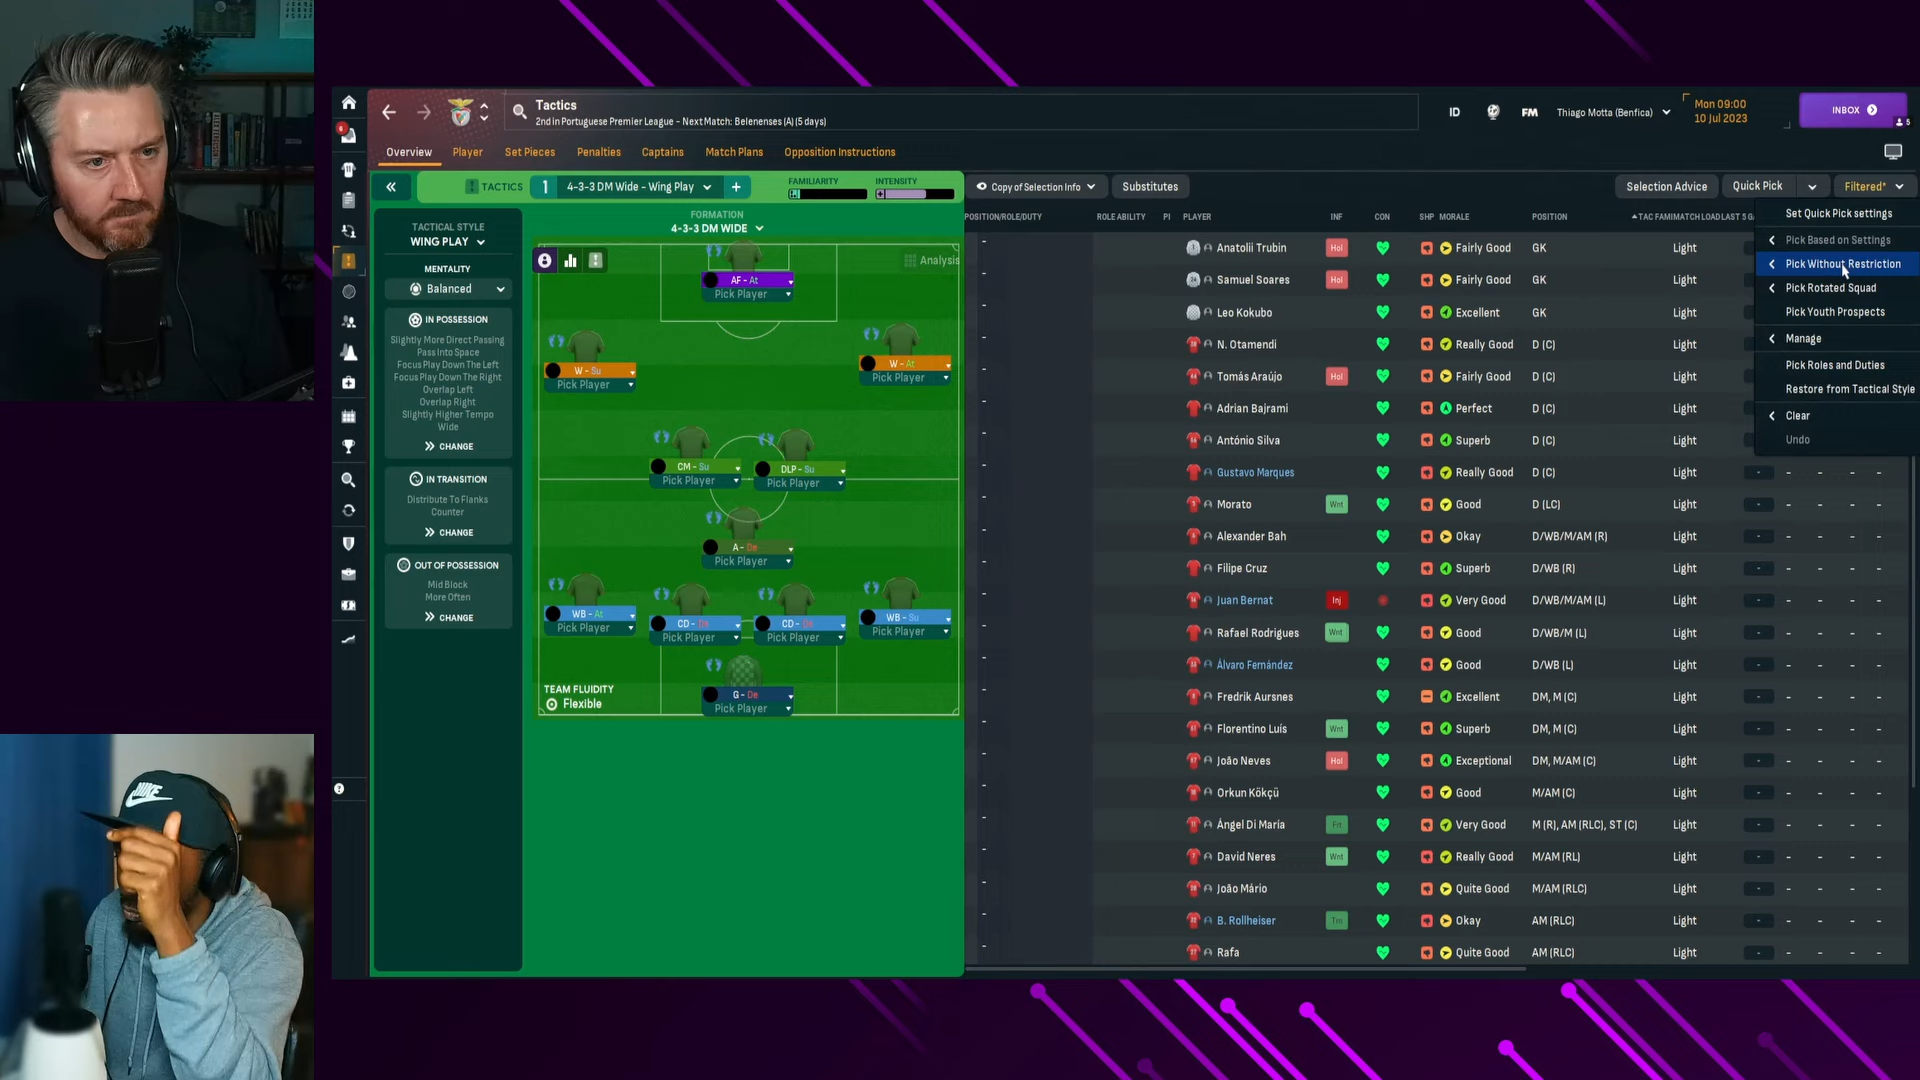 Tactics
2nd in Portuguese Premier League - Next Match: Belenenses (A) (5 days)
ID
FM
Thiago Motta (Benfica)
Mon 09:00
10 Jul 2023
INBOX
5
Overview
Player
Set Pieces
Penalties
Captains
Match Plans
Opposition Instructions
TACTICS
1
4-3-3 DM Wide - Wing Play
FAMILIARITY
INTENSITY
Copy of Selection Info
Substitutes
Selection Advice
Quick Pick
Filtered*
TACTICAL STYLE
WING PLAY
MENTALITY
Balanced
IN POSSESSION
Slightly More Direct Passing
Pass Into Space
Focus Play Down The Left
Focus Play Down The Right
Overlap Left
Overlap Right
Slightly Higher Tempo
Wide
CHANGE
IN TRANSITION
Distribute To Flanks
Counter
CHANGE
OUT OF POSSESSION
Mid Block
More Often
CHANGE
FORMATION
4-3-3 DM WIDE
Analysis
AF - At
Pick Player
W - Su
Pick Player
W - At
Pick Player
CM - Su
Pick Player
DLP - Su
Pick Player
A - De
Pick Player
WB - At
Pick Player
CD - De
Pick Player
CD - De
Pick Player
WB - Su
Pick Player
G - De
Pick Player
TEAM FLUIDITY
Flexible
POSITION/ROLE/DUTY ROLE ABILITY PI PLAYER INF CON SHP MORALE POSITION TAC FAMI MATCH LOAD LAST 5 G
- Anatolii Trubin Hol Fairly Good GK Light
- Samuel Soares Hol Fairly Good GK Light
- Leo Kokubo Excellent GK Light
- N. Otamendi Really Good D (C) Light
- Tomás Araújo Hol Fairly Good D (C) Light
- Adrian Bajrami Perfect D (C) Light
- António Silva Superb D (C) Light
- Gustavo Marques Really Good D (C) Light - - - - -
- Morato Wnt Good D (LC) Light - - - - -
- Alexander Bah Okay D/WB/M/AM (R) Light - - - - -
- Filipe Cruz Superb D/WB (R) Light - - - - -
- Juan Bernat Inj Very Good D/WB/M/AM (L) Light - - - - -
- Rafael Rodrigues Wnt Good D/WB/M (L) Light - - - - -
- Álvaro Fernández Good D/WB (L) Light - - - - -
- Fredrik Aursnes Excellent DM, M (C) Light - - - - -
- Florentino Luís Wnt Superb DM, M (C) Light - - - - -
- João Neves Hol Exceptional DM, M/AM (C) Light - - - - -
- Orkun Kökçü Good M/AM (C) Light - - - - -
- Ángel Di María Frt Very Good M (R), AM (RLC), ST (C) Light - - - - -
- David Neres Wnt Really Good M/AM (RL) Light - - - - -
- João Mário Quite Good M/AM (RLC) Light - - - - -
- B. Rollheiser Trn Okay AM (RLC) Light - - - - -
- Rafa Quite Good AM (RLC) Light - - - - -
Set Quick Pick settings
Pick Based on Settings
Pick Without Restriction
Pick Rotated Squad
Pick Youth Prospects
Manage
Pick Roles and Duties
Restore from Tactical Style
Clear
Undo
NIKE